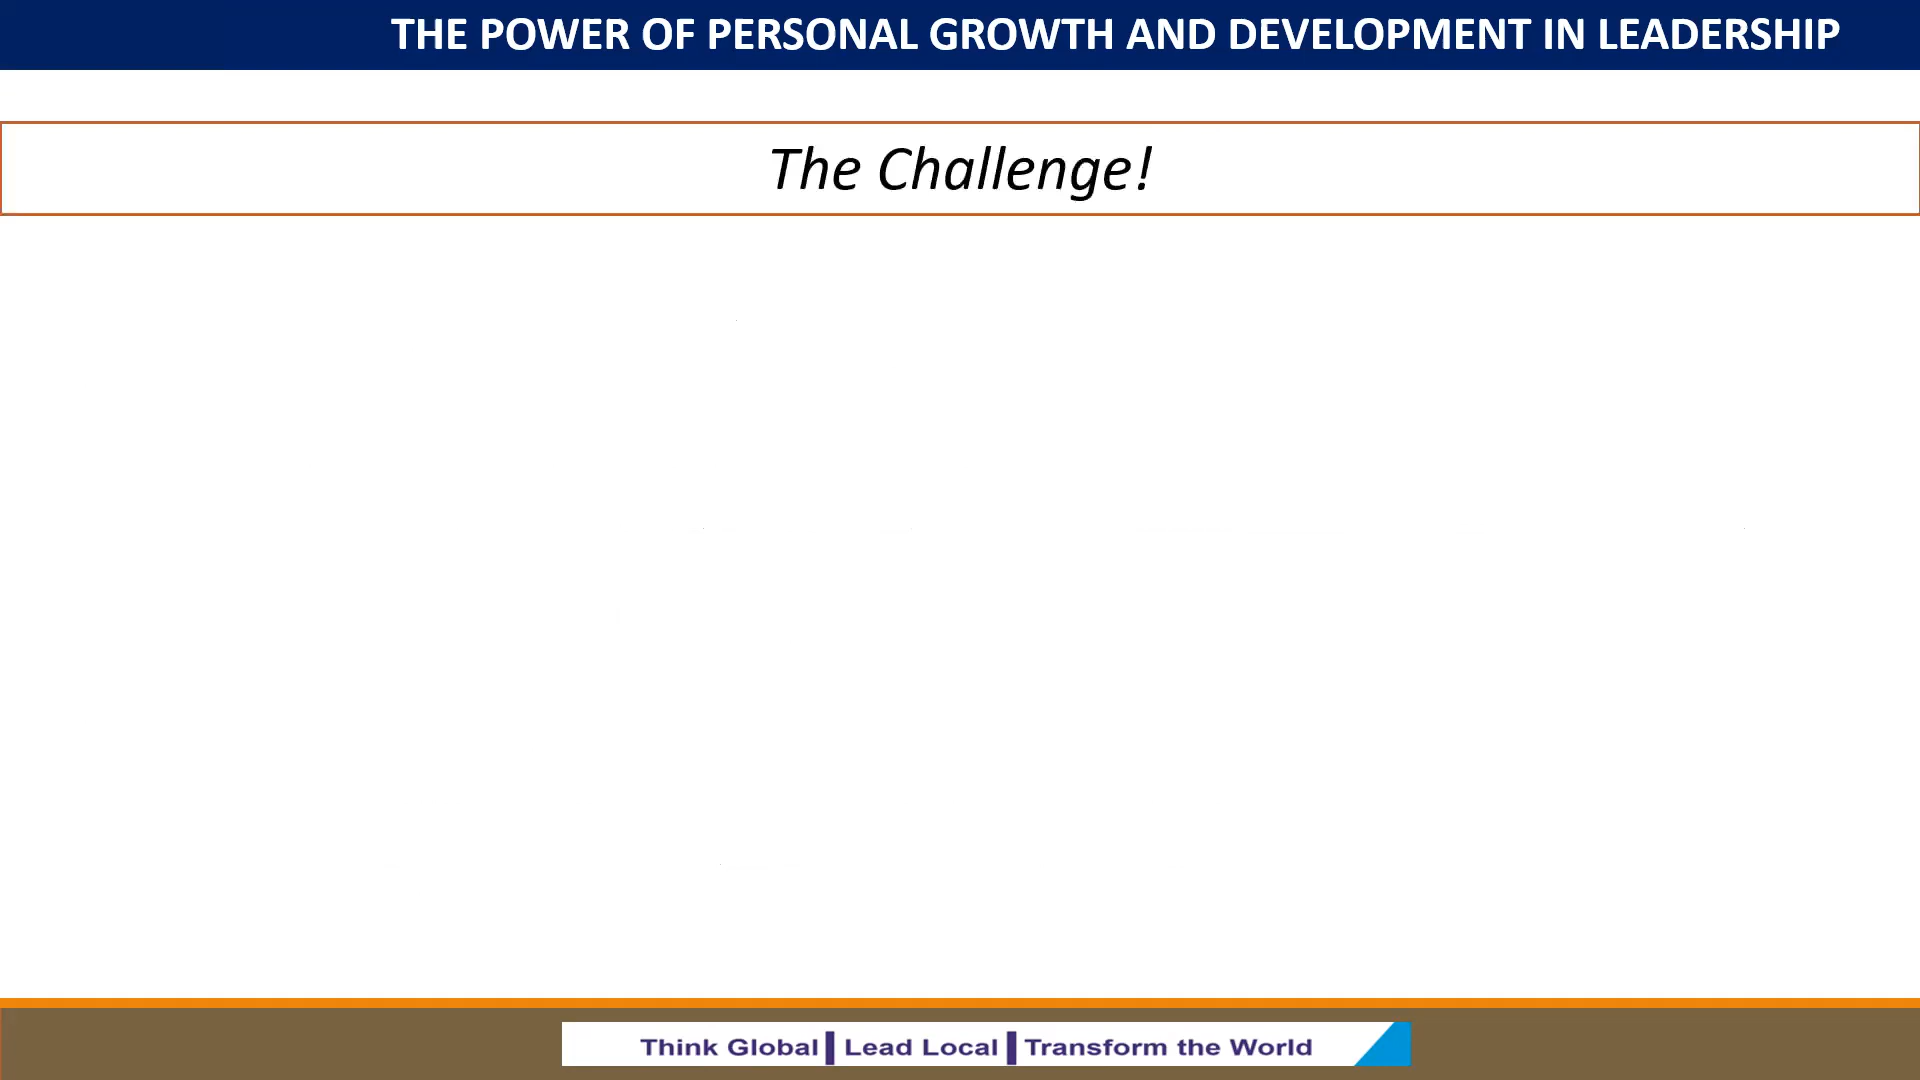 THE POWER OF PERSONAL GROWTH AND DEVELOPMENT IN LEADERSHIP
The Challenge!
Think Global | Lead Local | Transform the World